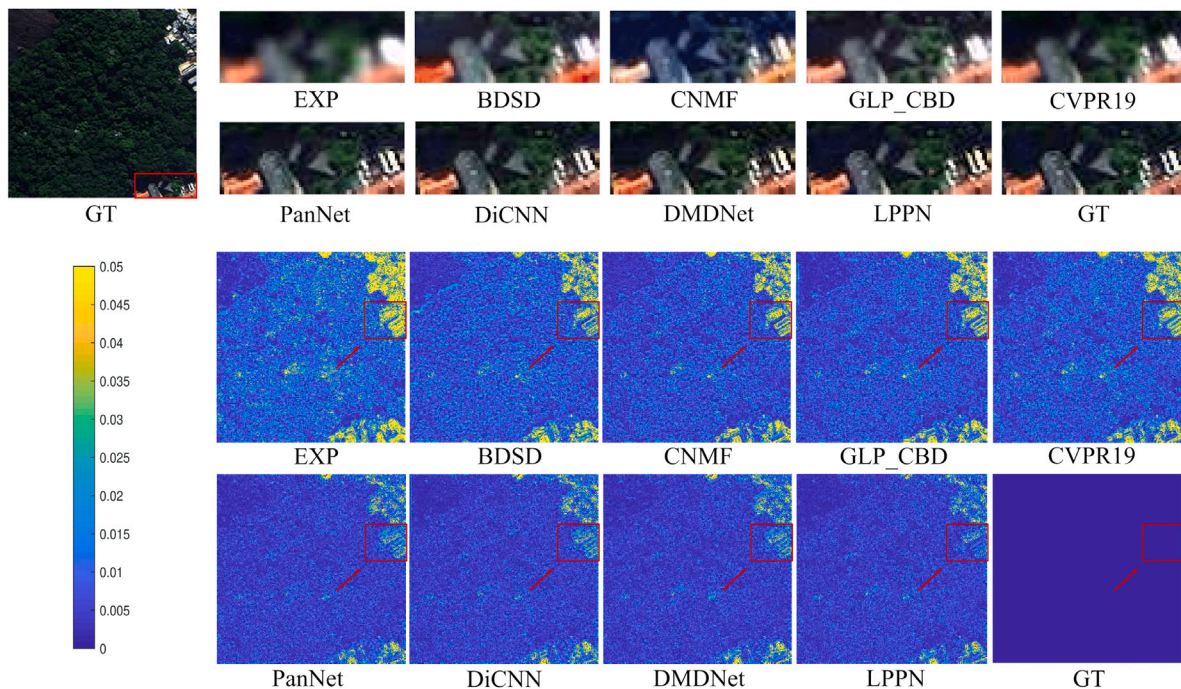 EXP BDSD CNMF GLP_CBD CVPR19
GT PanNet DiCNN DMDNet LPPN GT
0.05
0.045
0.04
0.035
0.03
0.025
0.02
0.015
0.01
0.005
0
EXP BDSD CNMF GLP_CBD CVPR19
PanNet DiCNN DMDNet LPPN GT